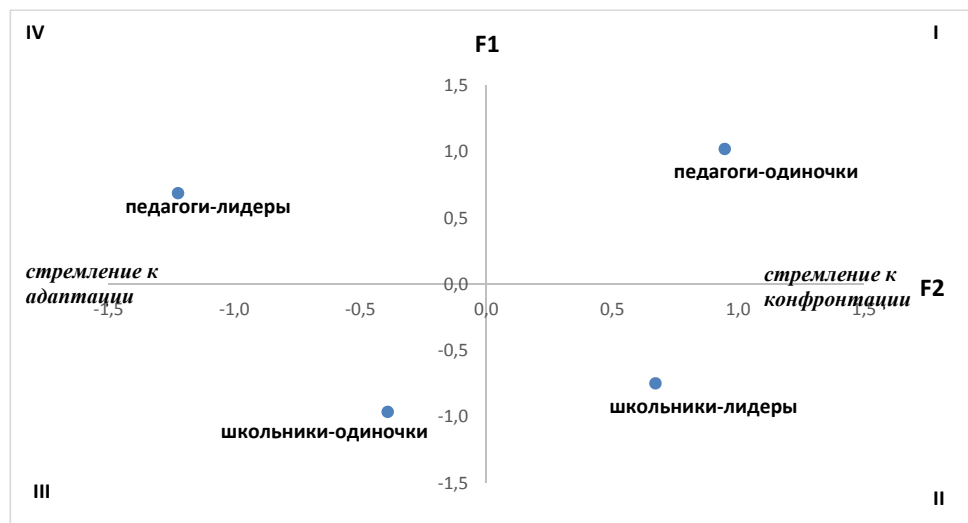 IV
I
F1
1,5
1,0
педагоги-одиночки
педагоги-лидеры
0,5
стремление к
адаптации
0,0
стремление к
конфронтации
F2
-1,5
-1,0
-0,5
0,0
0,5
1,0
1,5
-0,5
школьники-лидеры
-1,0
школьники-одиночки
-1,5
III
II